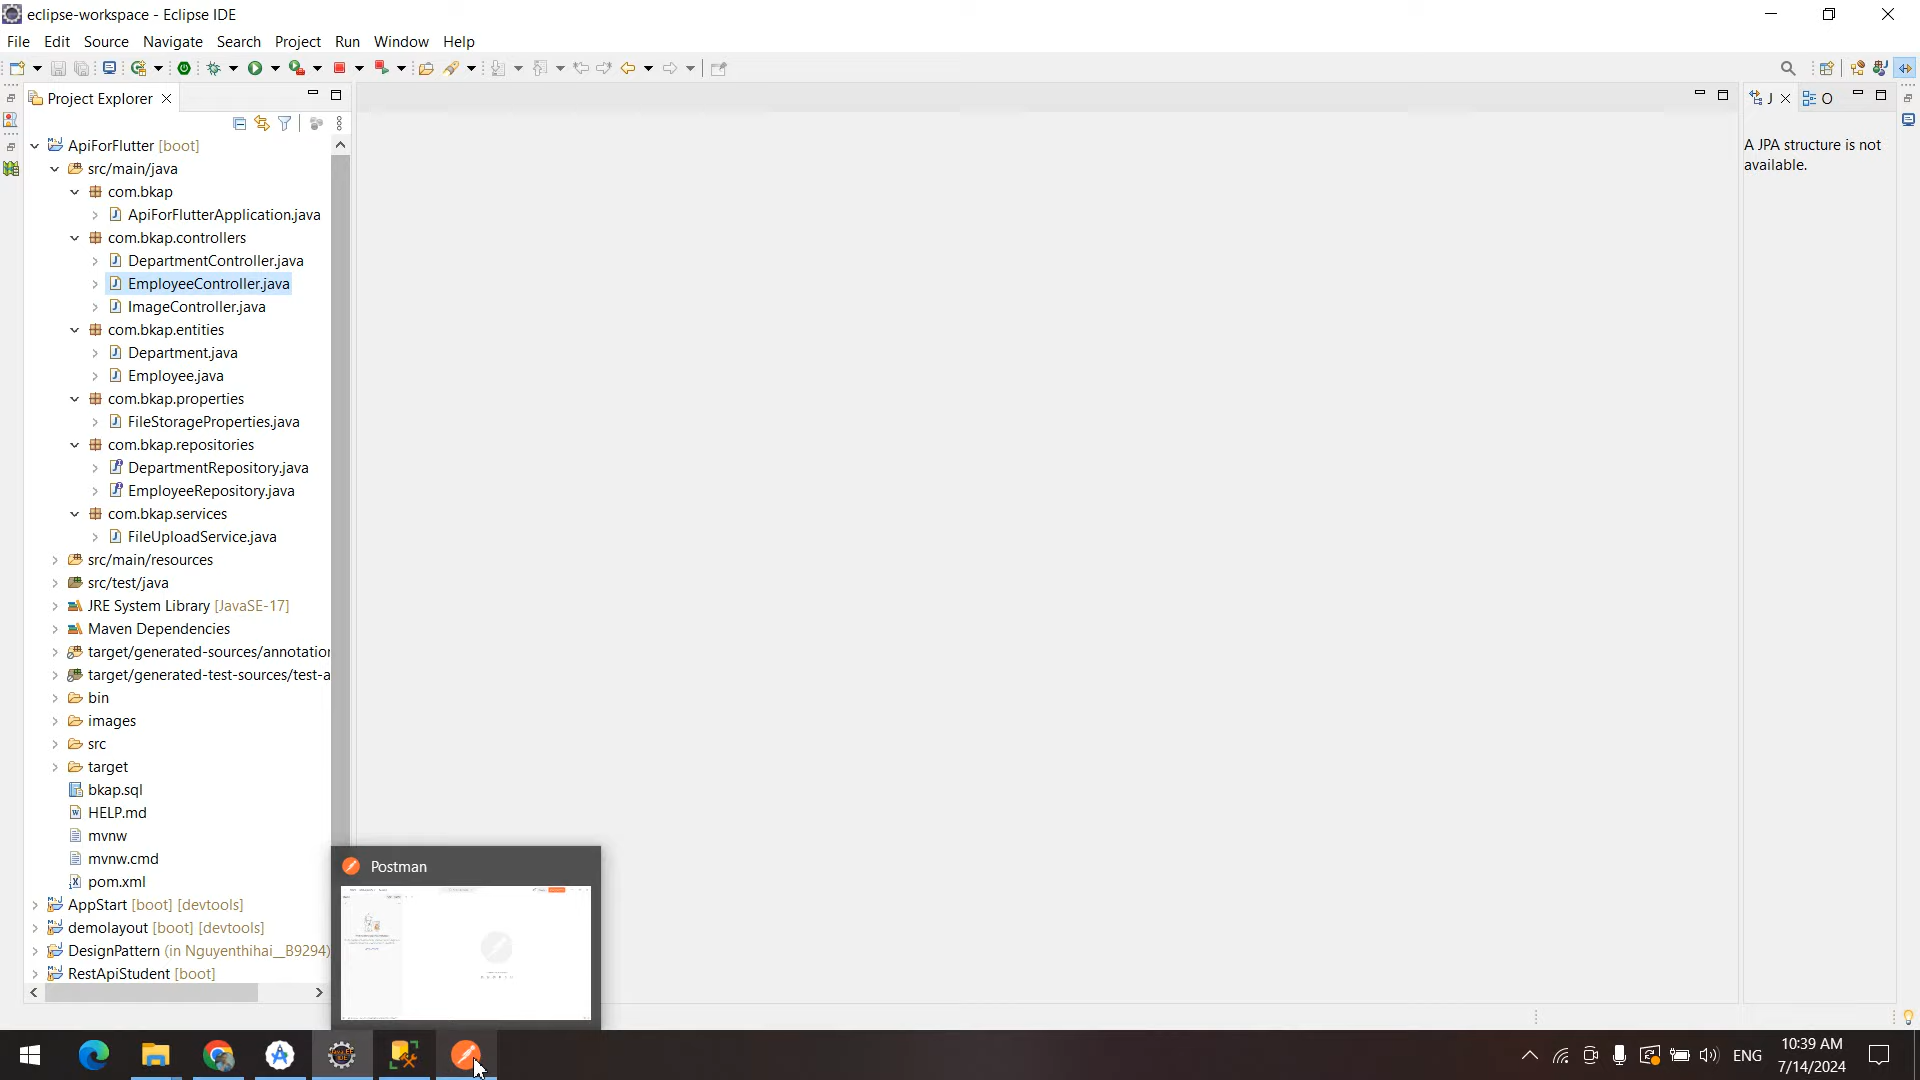 eclipse-workspace - Eclipse IDE
File Edit Source Navigate Search Project Run Window Help
Project Explorer
J
O
A JPA structure is not
available.
ApiForFlutter [boot]
src/main/java
com.bkap
ApiForFlutterApplication.java
com.bkap.controllers
DepartmentController.java
EmployeeController.java
ImageController.java
com.bkap.entities
Department.java
Employee.java
com.bkap.properties
FileStorageProperties.java
com.bkap.repositories
DepartmentRepository.java
EmployeeRepository.java
com.bkap.services
FileUploadService.java
src/main/resources
src/test/java
JRE System Library [JavaSE-17]
Maven Dependencies
target/generated-sources/annotation
target/generated-test-sources/test-a
bin
images
src
target
bkap.sql
HELP.md
mvnw
mvnw.cmd
pom.xml
AppStart [boot] [devtools]
demolayout [boot] [devtools]
DesignPattern (in Nguyenthihai__B9294)
RestApiStudent [boot]
Postman
ENG
10:39 AM
7/14/2024